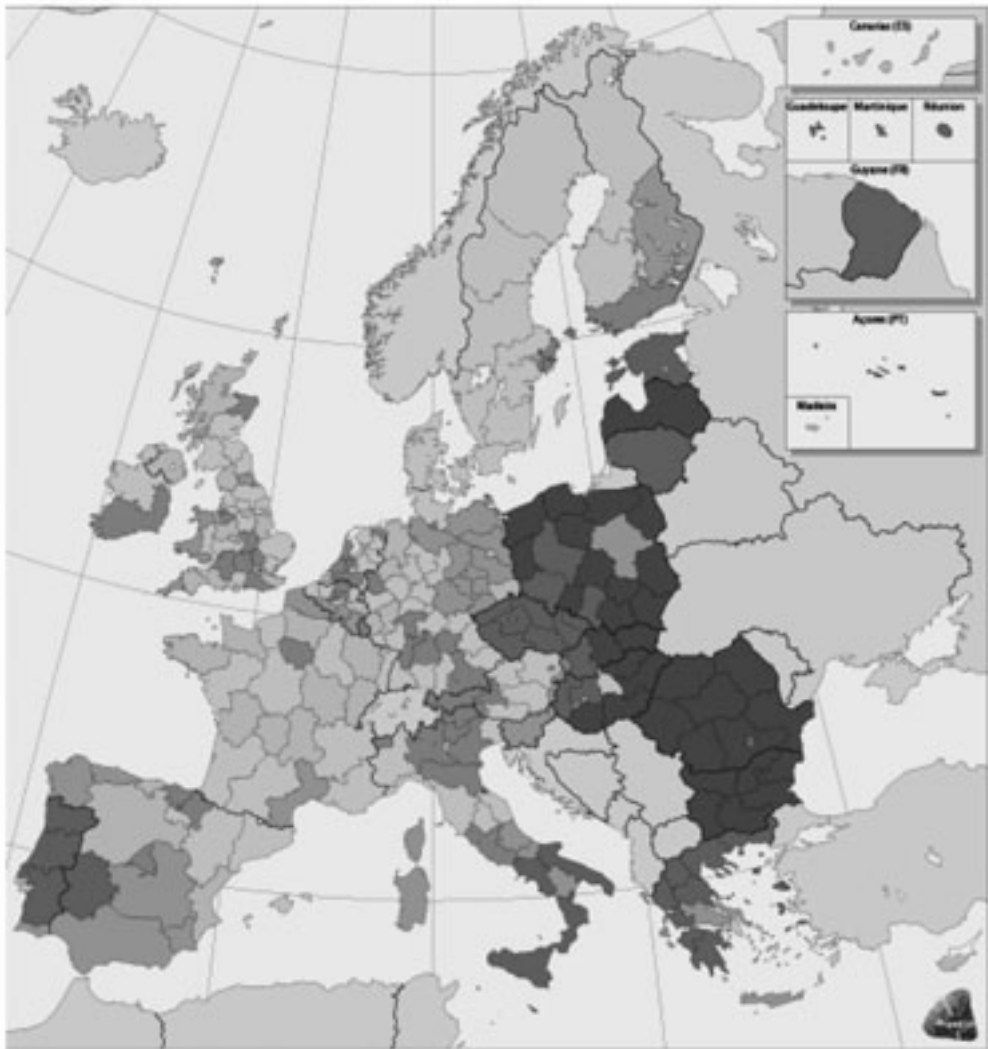 Canarias (ES)
Guadeloupe Martinique Réunion
Guyane (FR)
Açores (PT)
Madeira